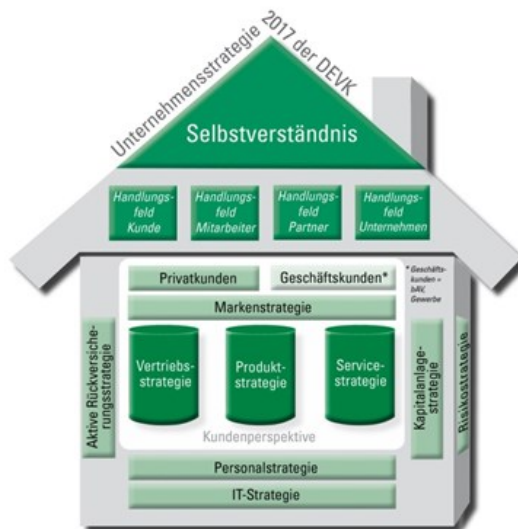 Unternehmensstrategie 2017 der DEVK
Selbstverständnis
Handlungs-
feld
Kunde
Handlungs-
feld
Mitarbeiter
Handlungs-
feld
Partner
Handlungs-
feld
Unternehmen
Privatkunden
Geschäftskunden*
* Geschäfts-
kunden =
bAV,
Gewerbe
Markenstrategie
Aktive Rückversiche-
rungsstrategie
Vertriebs-
strategie
Produkt-
strategie
Service-
strategie
Kapitalanlage-
strategie
Risikostrategie
Kundenperspektive
Personalstrategie
IT-Strategie